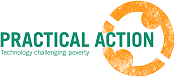 PRACTICAL ACTION
Technology challenging poverty